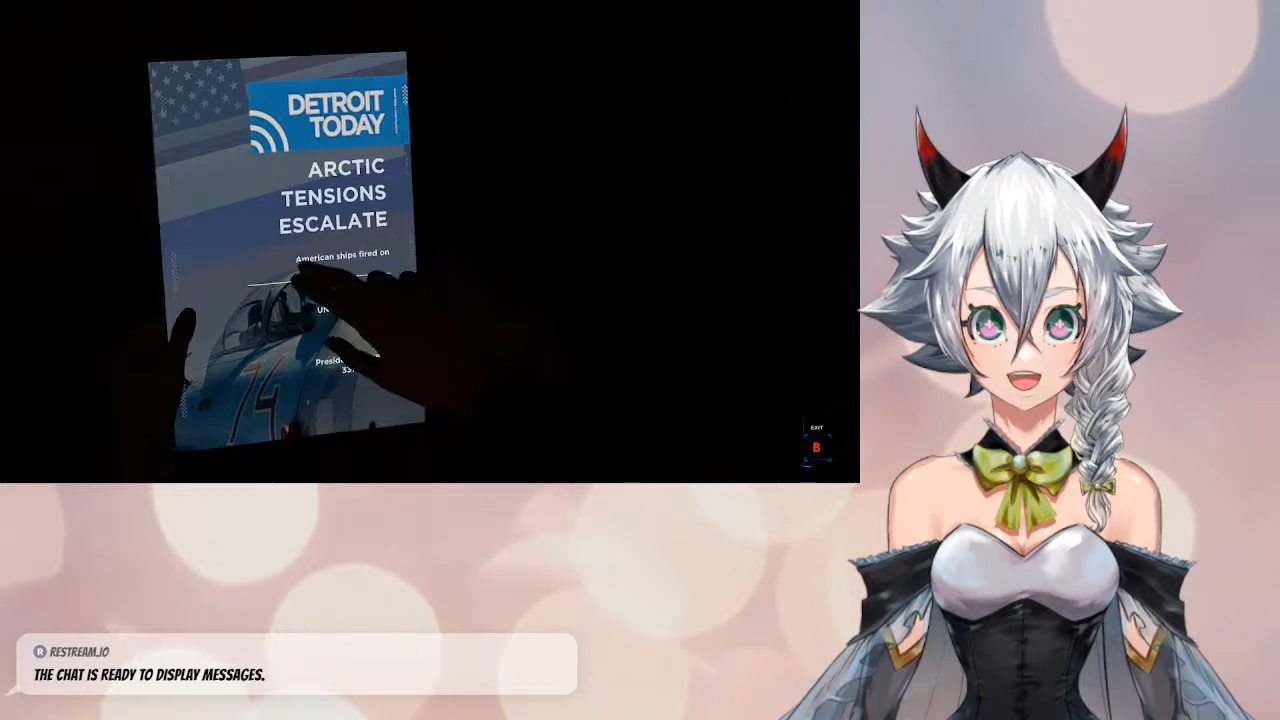 DETROIT
TODAY
ARCTIC
TENSIONS
ESCALATE
American ships fired on
74
EXIT
B
R RESTREAM.IO
THE CHAT IS READY TO DISPLAY MESSAGES.